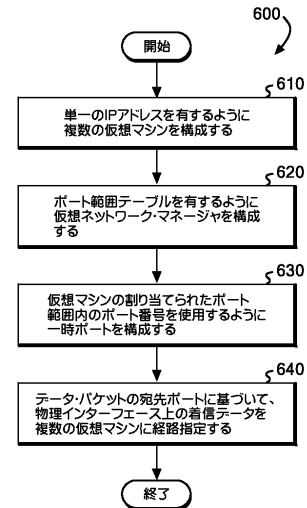 600
開始
610
単一のIPアドレスを有するように
複数の仮想マシンを構成する
620
ポート範囲テーブルを有するように
仮想ネットワーク・マネージャを構成
する
630
仮想マシンの割り当てられたポート
範囲内のポート番号を使用するように
一時ポートを構成する
640
データ・パケットの宛先ポートに基づいて、
物理インターフェース上の着信データを
複数の仮想マシンに経路指定する
終了